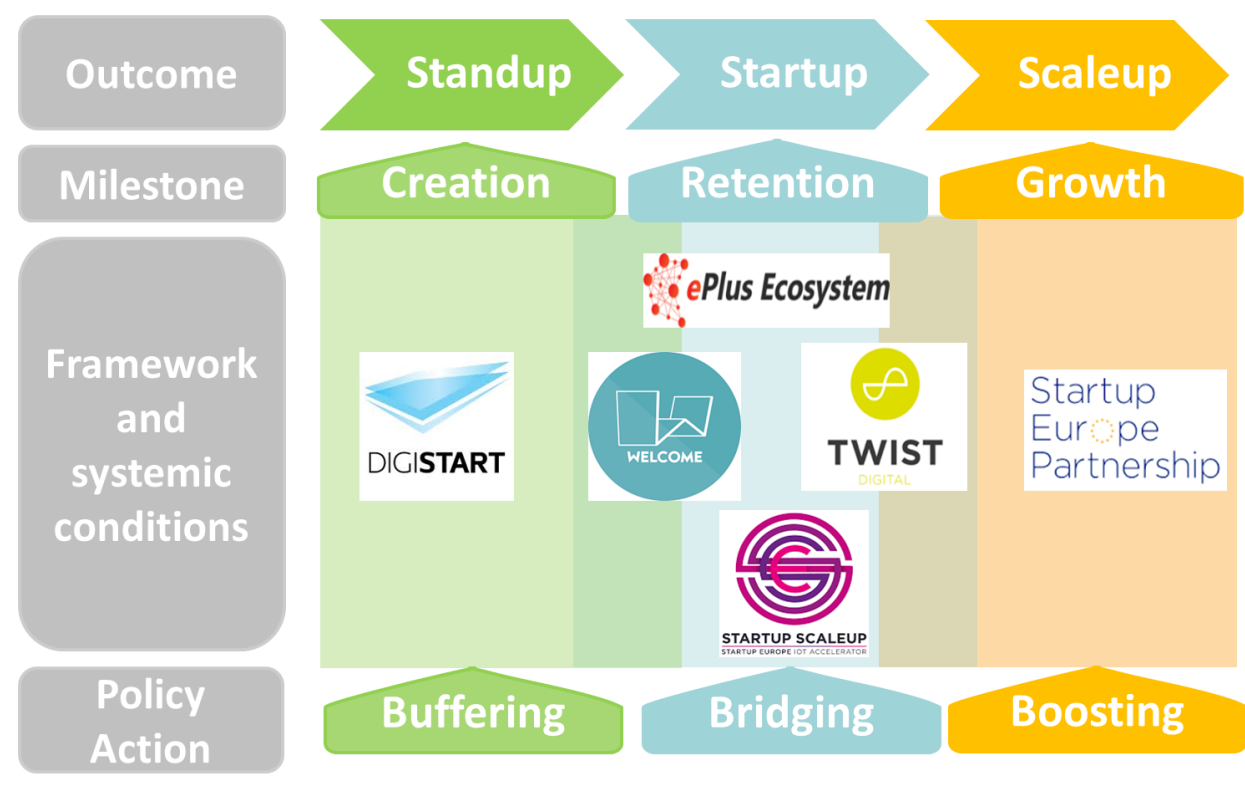 Outcome
Standup
Startup
Scaleup
Milestone
Creation
Retention
Growth
Framework
and
systemic
conditions
ePlus Ecosystem
DIGISTART
WELCOME
TWIST
DIGITAL
Startup
Europe
Partnership
STARTUP SCALEUP
STARTUP EUROPE IOT ACCELERATOR
Policy
Action
Buffering
Bridging
Boosting